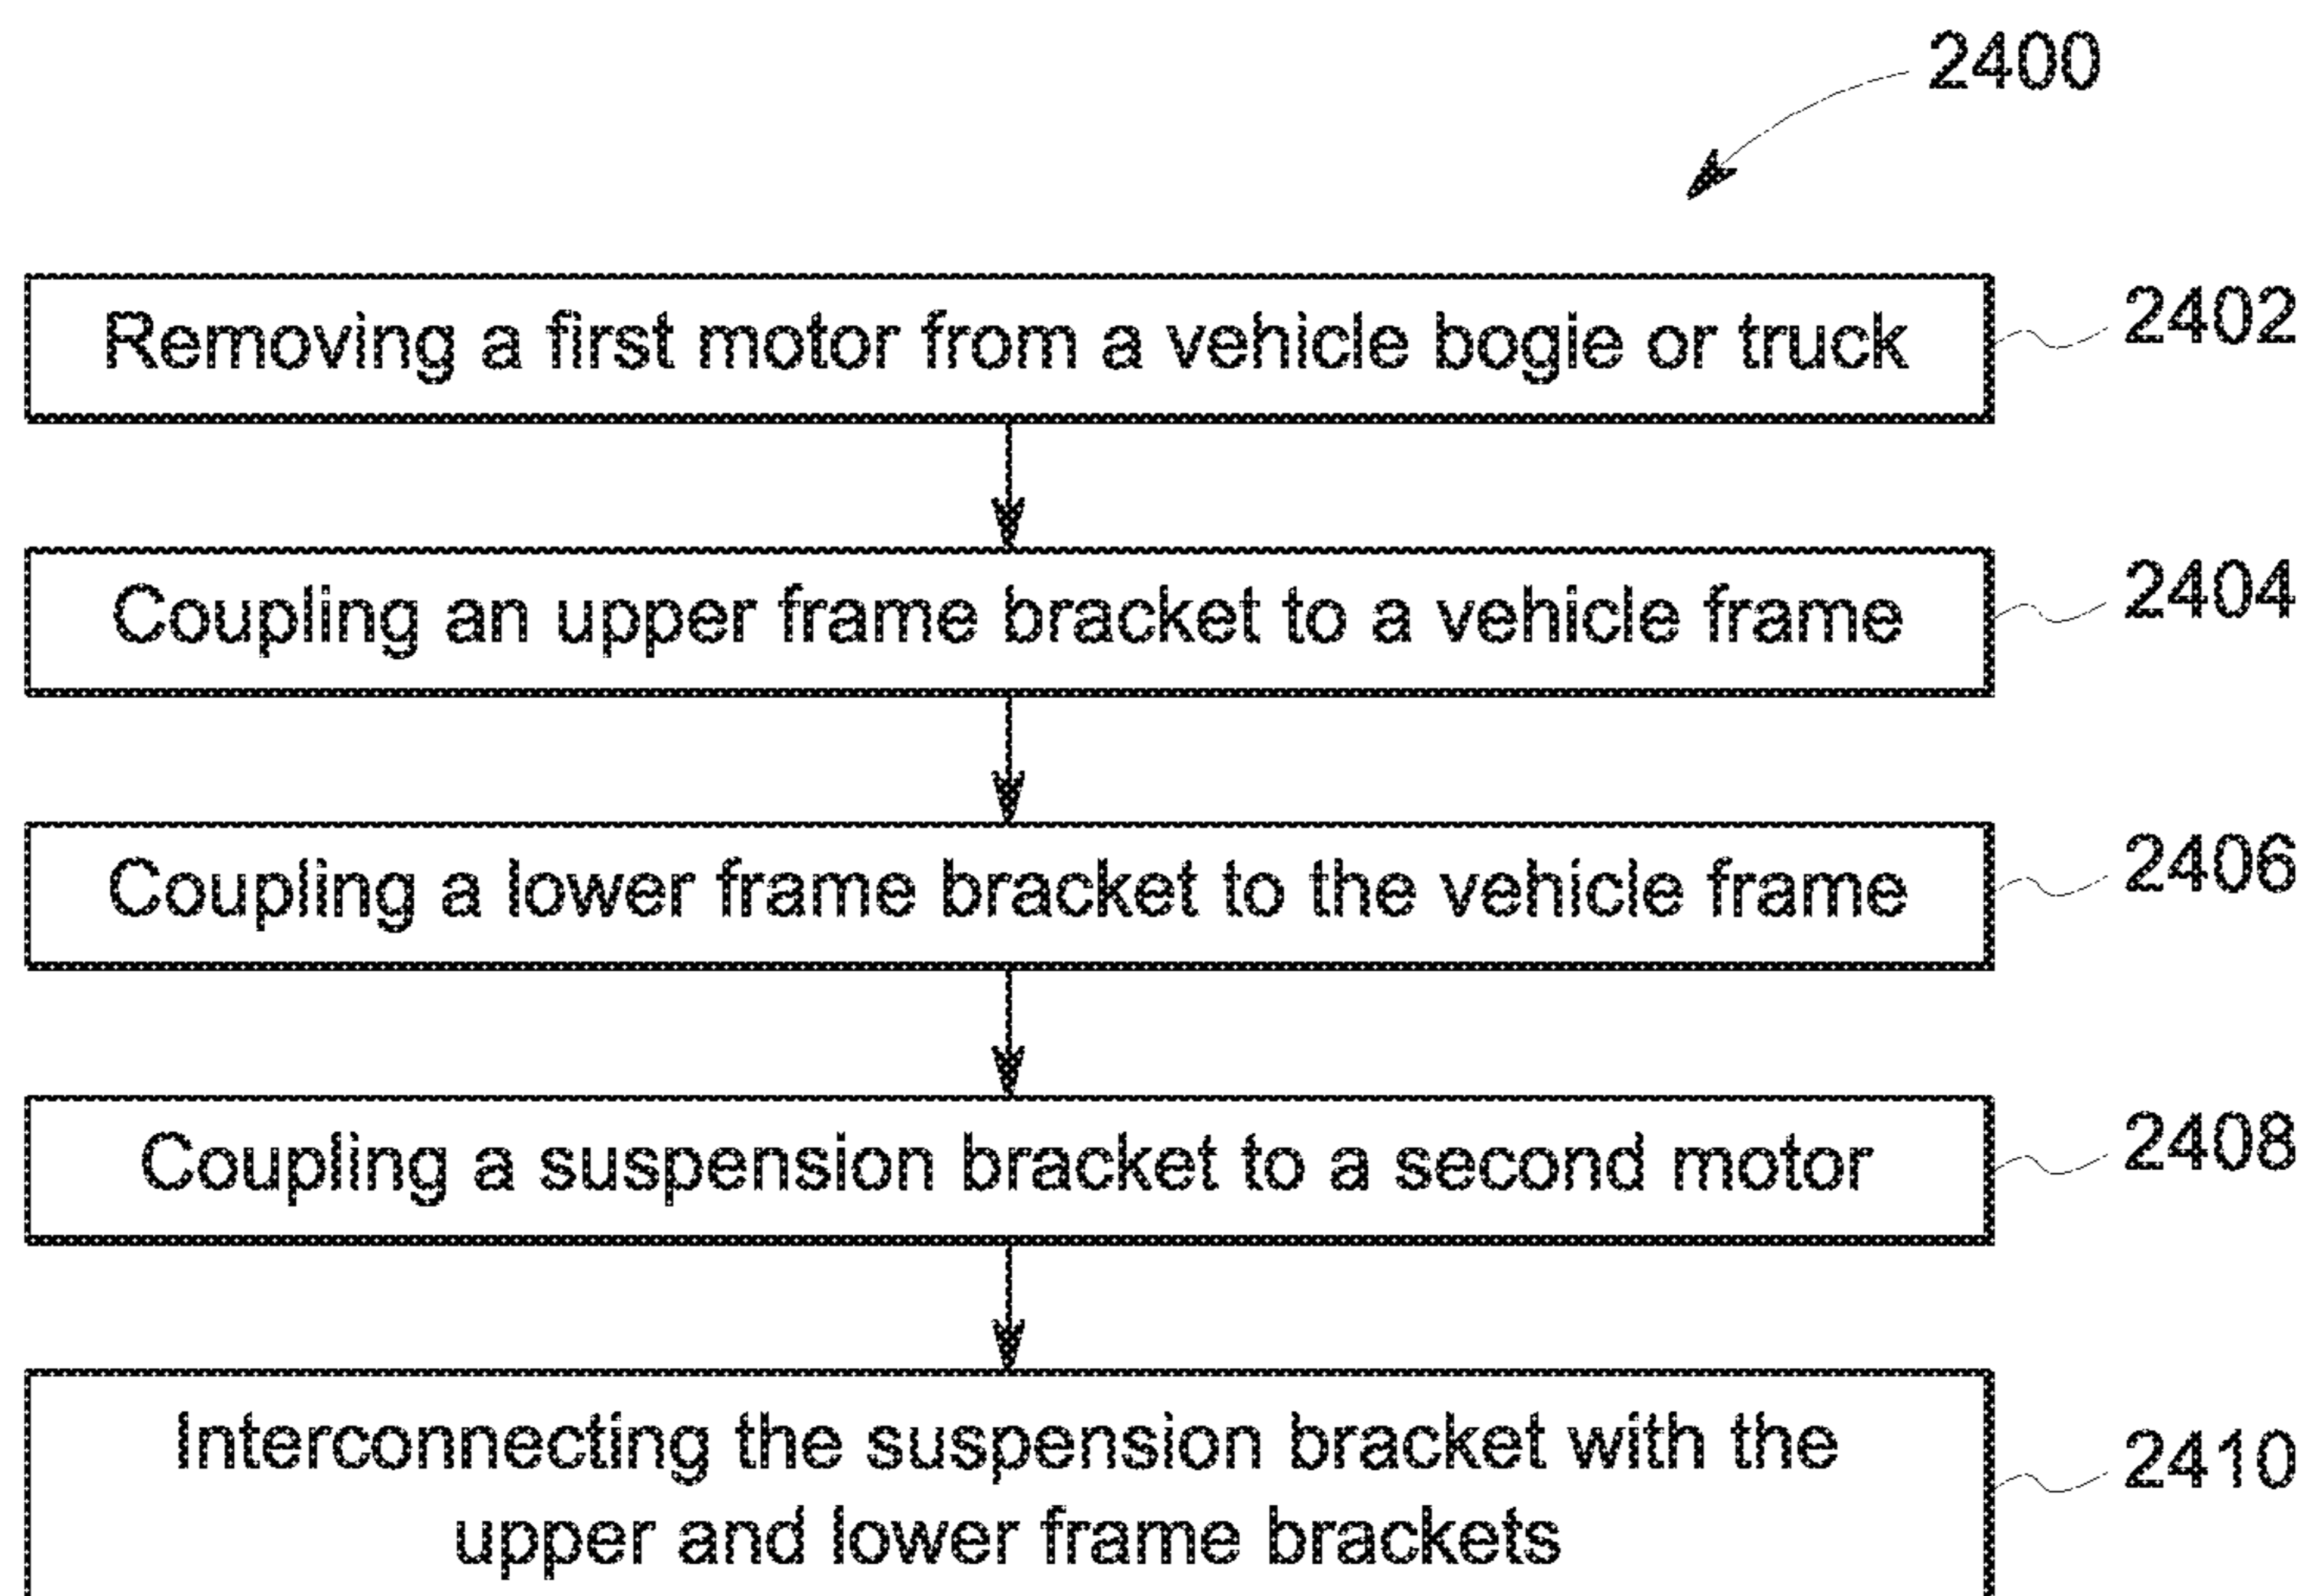 2400
Removing a first motor from a vehicle bogie or truck
2402
Coupling an upper frame bracket to a vehicle frame
2404
Coupling a lower frame bracket to the vehicle frame
2406
Coupling a suspension bracket to a second motor
2408
Interconnecting the suspension bracket with the
upper and lower frame brackets
2410